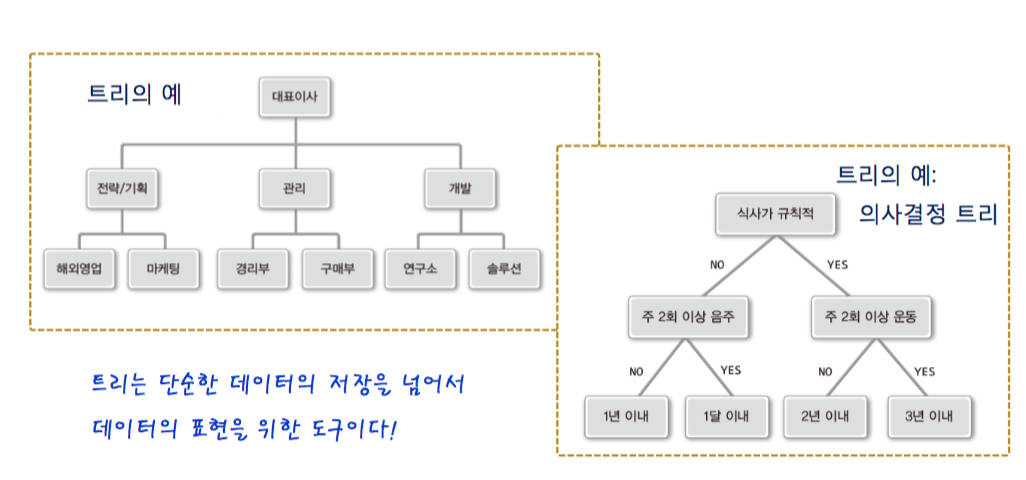 트리의 예
대표이사
전략/기획 관리 개발
해외영업 마케팅 경리부 구매부 연구소 솔루션
트리는 단순한 데이터의 저장을 넘어서
데이터의 표현을 위한 도구이다!
트리의 예:
의사결정 트리
식사가 규칙적
NO YES
주 2회 이상 음주 주 2회 이상 운동
NO YES NO YES
1년 이내 1달 이내 2년 이내 3년 이내